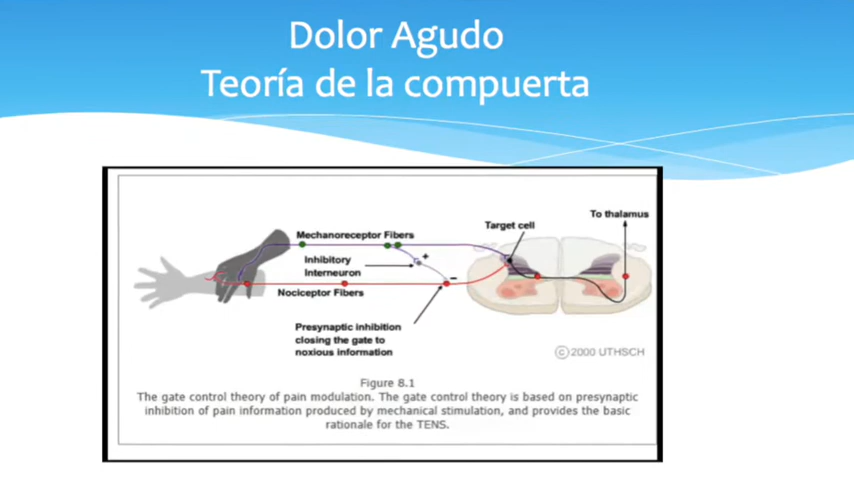 Dolor Agudo
Teoría de la compuerta
To thalamus
Target cell
Mechanoreceptor Fibers
+
Inhibitory
Interneuron
–
Nociceptor Fibers
Presynaptic inhibition
closing the gate to
noxious information
©2000 UTHSCH
Figure 8.1
The gate control theory of pain modulation. The gate control theory is based on presynaptic
inhibition of pain information produced by mechanical stimulation, and provides the basic
rationale for the TENS.